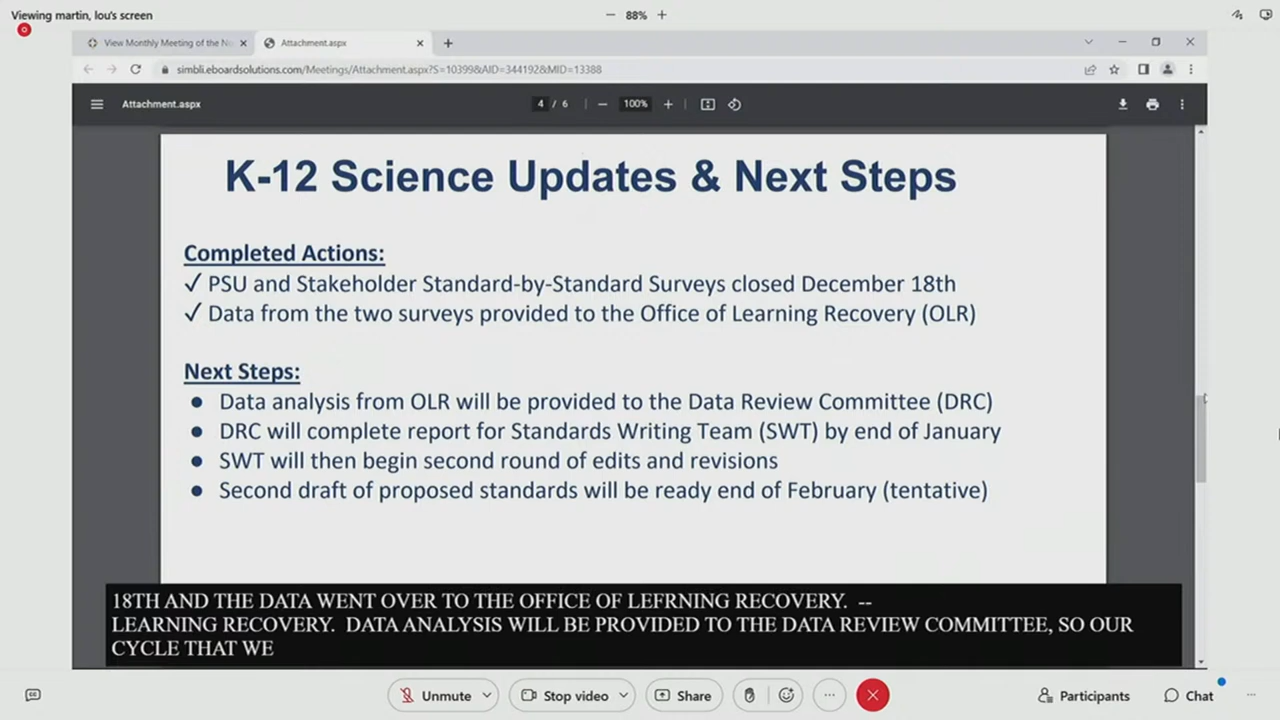 Viewing martin, lou's screen
88%
View Monthly Meeting of the No
Attachment.aspx
simbli.eboardsolutions.com/Meetings/Attachment.aspx?S=10399&AID=344192&MID=13388
Attachment.aspx
4 / 6
100%
K-12 Science Updates & Next Steps
Completed Actions:
✓ PSU and Stakeholder Standard-by-Standard Surveys closed December 18th
✓ Data from the two surveys provided to the Office of Learning Recovery (OLR)
Next Steps:
● Data analysis from OLR will be provided to the Data Review Committee (DRC)
● DRC will complete report for Standards Writing Team (SWT) by end of January
● SWT will then begin second round of edits and revisions
● Second draft of proposed standards will be ready end of February (tentative)
18TH AND THE DATA WENT OVER TO THE OFFICE OF LEFRNING RECOVERY. --
LEARNING RECOVERY. DATA ANALYSIS WILL BE PROVIDED TO THE DATA REVIEW COMMITTEE, SO OUR
CYCLE THAT WE
Unmute
Stop video
Share
Participants
Chat